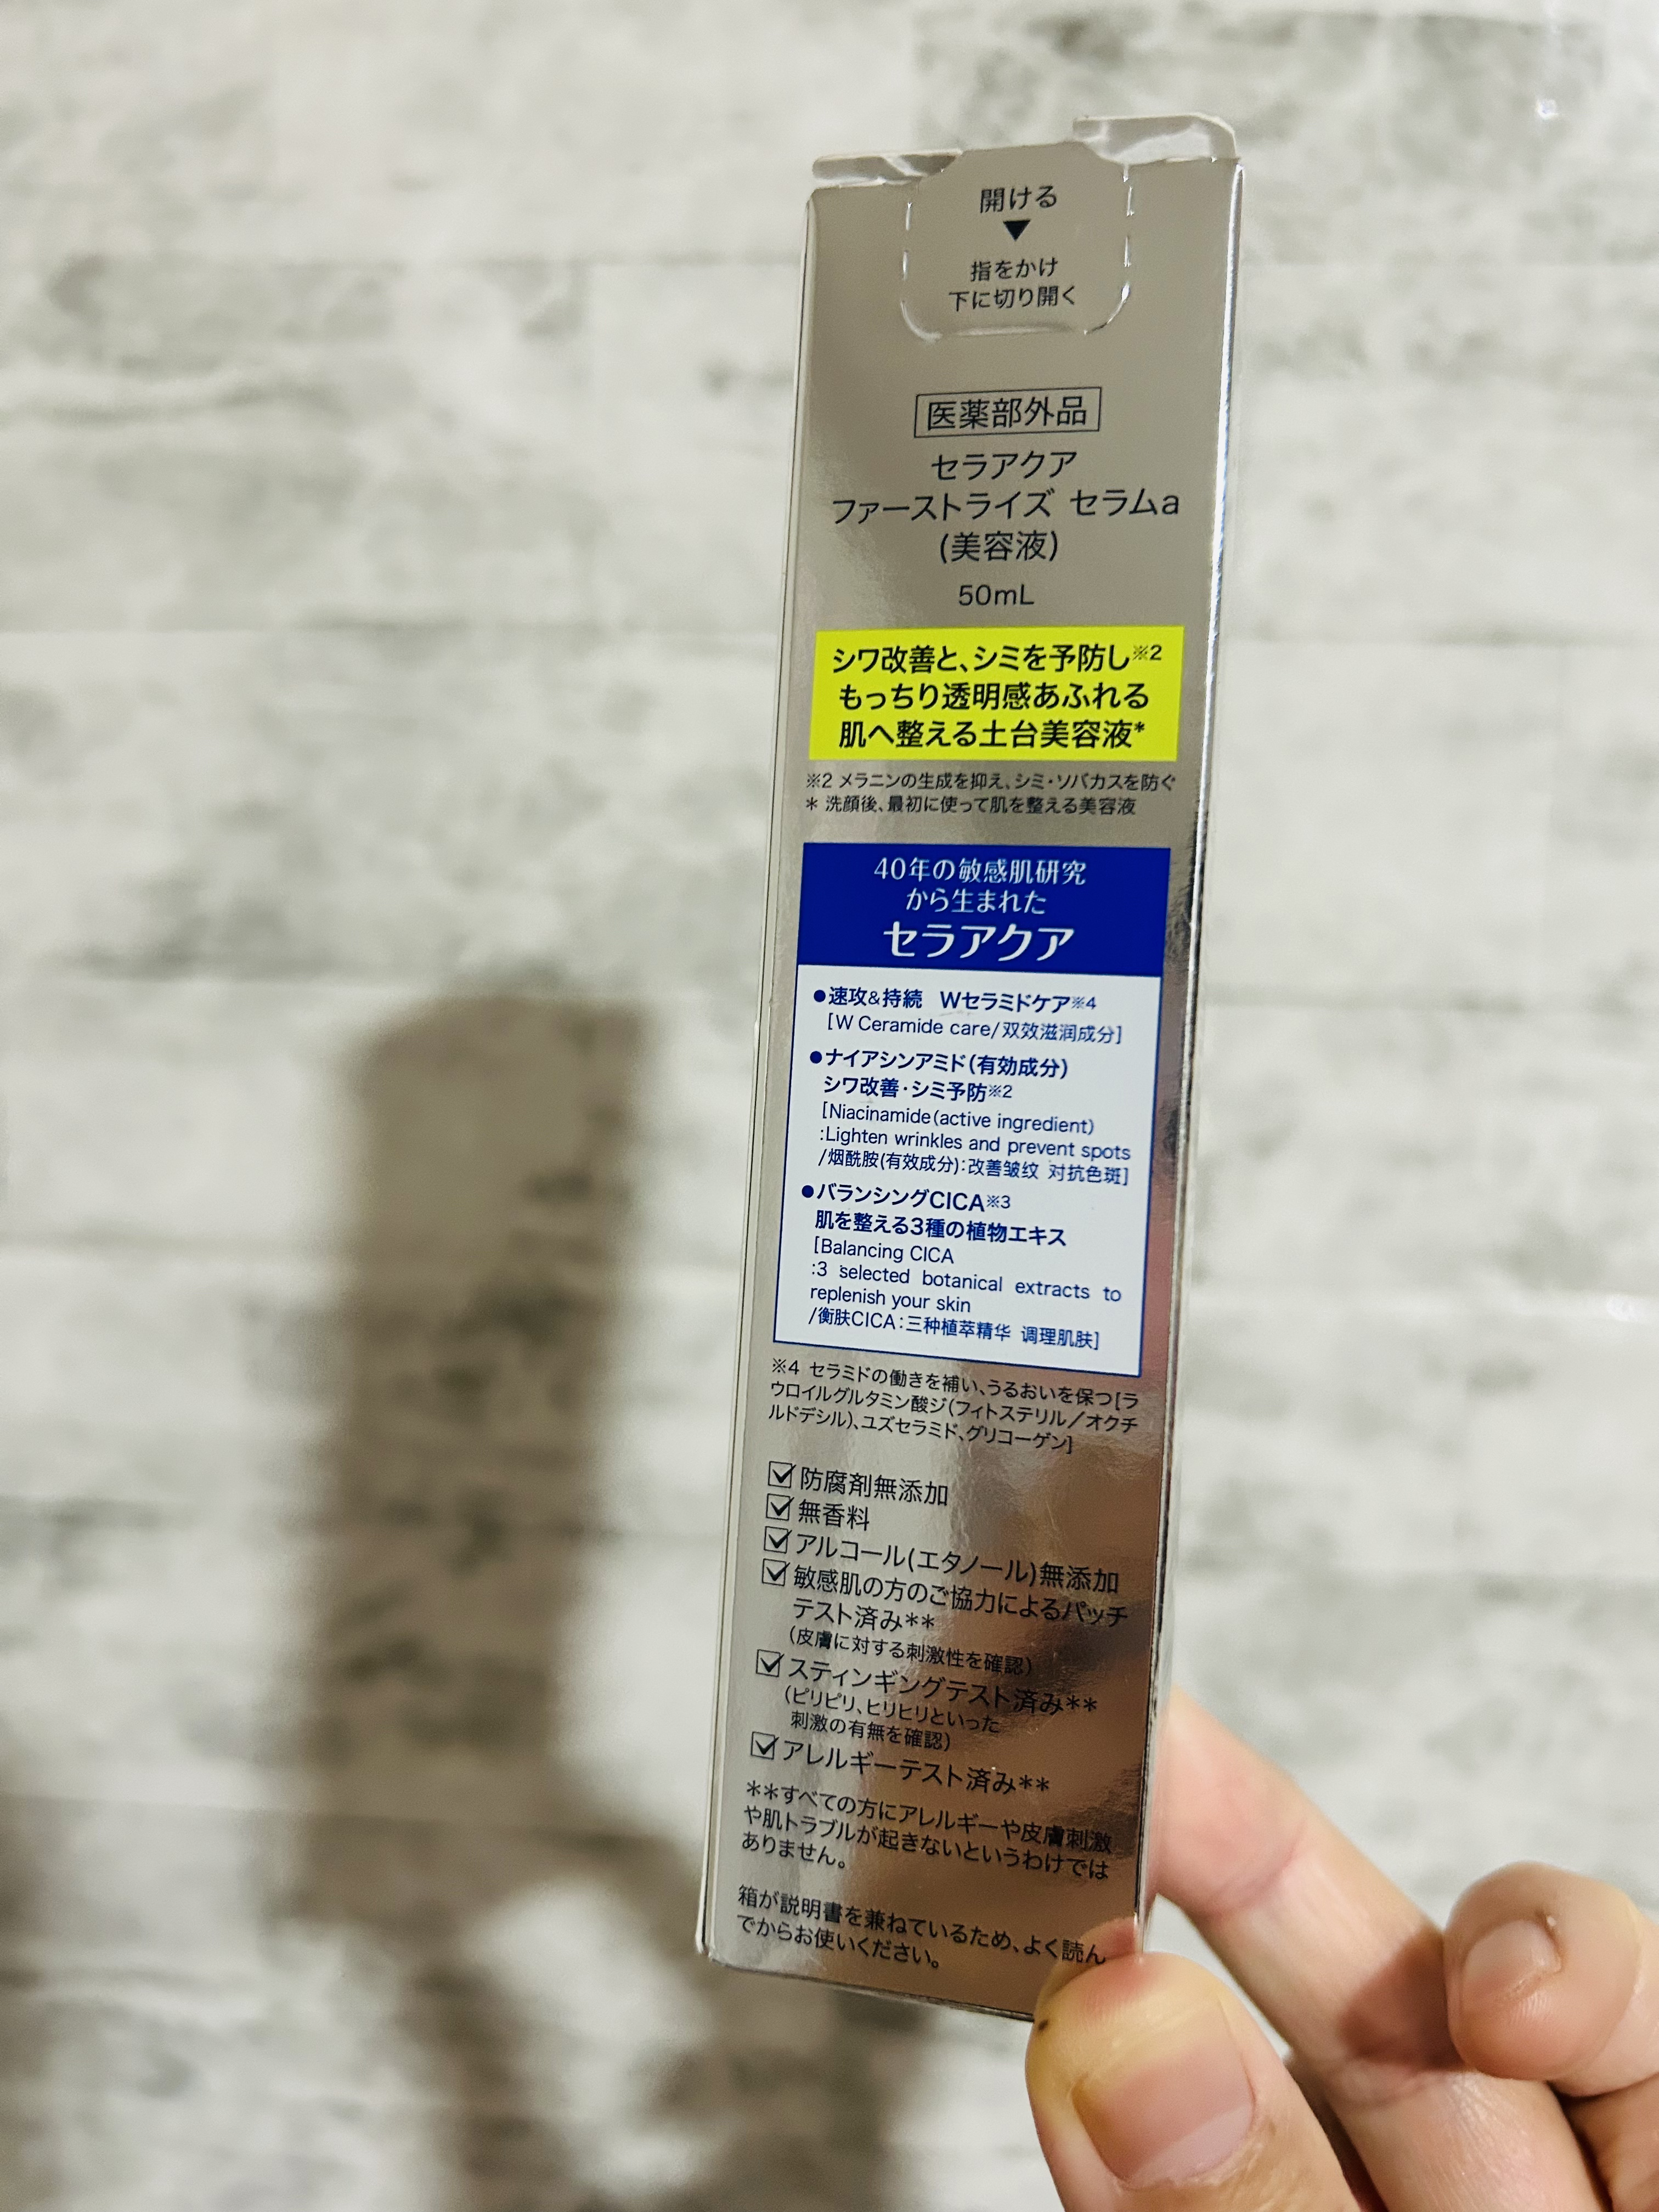 開ける
▼
指をかけ
下に切り開く
医薬部外品
セラアクア
ファーストライズ セラムa
(美容液)
50mL
シワ改善と、シミを予防し※2
もっちり透明感あふれる
肌へ整える土台美容液*
※2 メラニンの生成を抑え、シミ・ソバカスを防ぐ
* 洗顔後、最初に使って肌を整える美容液
40年の敏感肌研究
から生まれた
セラアクア
●速攻&持続 Wセラミドケア※4
[W Ceramide care/双效滋润成分]
●ナイアシンアミド(有効成分)
シワ改善・シミ予防※2
[Niacinamide(active ingredient)
:Lighten wrinkles and prevent spots
/烟酰胺(有效成分):改善皱纹 对抗色斑]
●バランシングCICA※3
肌を整える3種の植物エキス
[Balancing CICA
:3 selected botanical extracts to
replenish your skin
/衡肤CICA:三种植萃精华 调理肌肤]
※4 セラミドの働きを補い、うるおいを保つ[ラ
ウロイルグルタミン酸ジ(フィトステリル/オクチ
ルドデシル)、ユズセラミド、グリコーゲン]
☑防腐剤無添加
☑無香料
☑アルコール(エタノール)無添加
☑敏感肌の方のご協力によるパッチ
テスト済み**
(皮膚に対する刺激性を確認)
☑スティンギングテスト済み**
(ピリピリ、ヒリヒリといった
刺激の有無を確認)
☑アレルギーテスト済み**
**すべての方にアレルギーや皮膚刺激
や肌トラブルが起きないというわけでは
ありません。
箱が説明書を兼ねているため、よく読ん
でからお使いください。